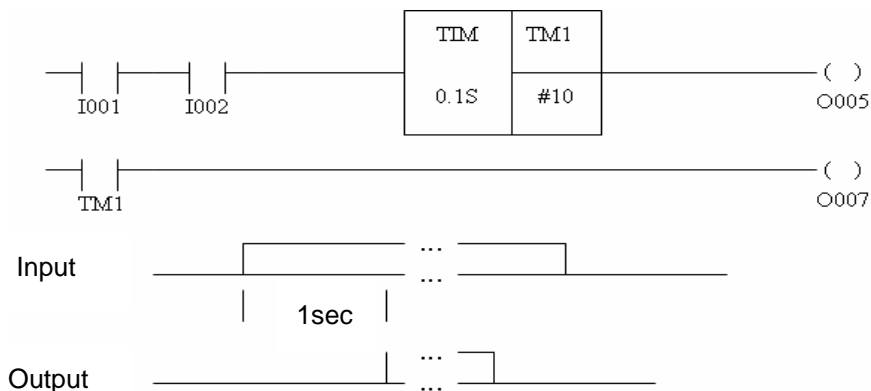 TIM TM1
( )
0.1S #10
I001 I002 O005
( )
TM1 O007
Input ... ...
1sec
Output ... ...